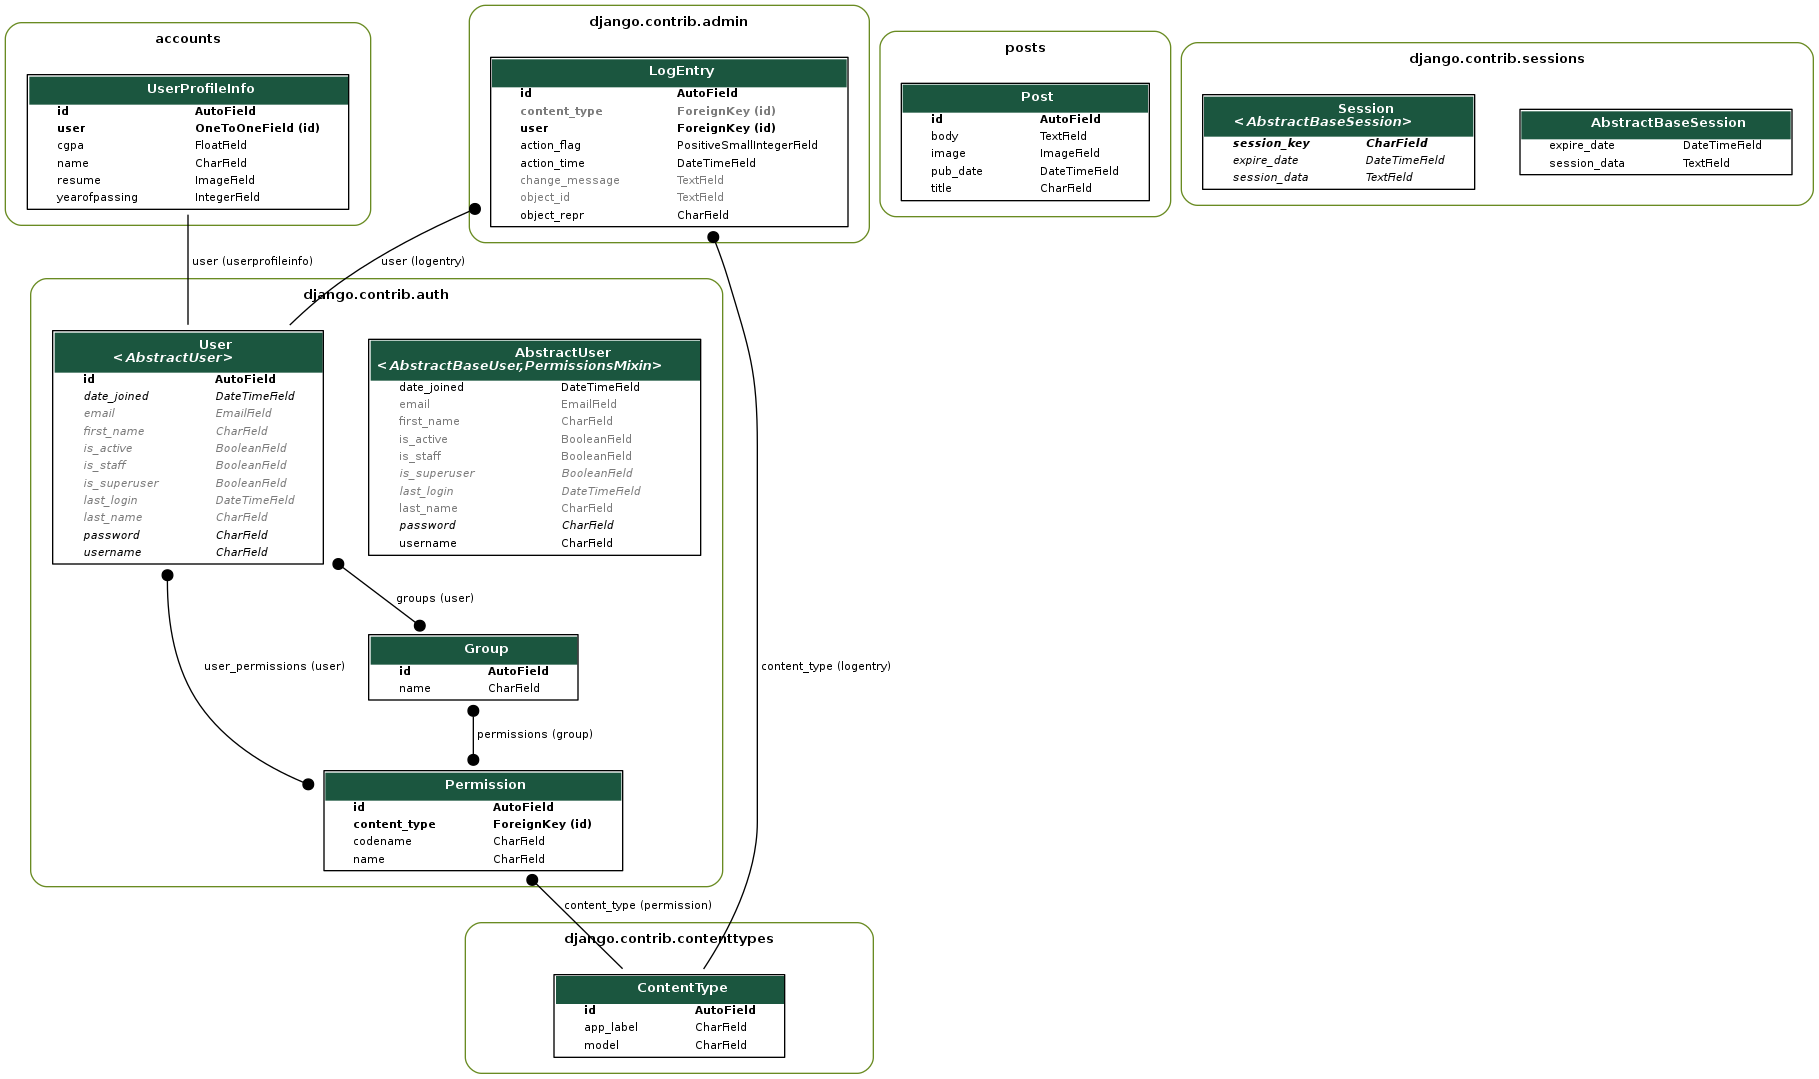 accounts
UserProfileInfo
id AutoField
user OneToOneField (id)
cgpa FloatField
name CharField
resume ImageField
yearofpassing IntegerField
django.contrib.admin
LogEntry
id AutoField
content_type ForeignKey (id)
user ForeignKey (id)
action_flag PositiveSmallIntegerField
action_time DateTimeField
change_message TextField
object_id TextField
object_repr CharField
posts
Post
id AutoField
body TextField
image ImageField
pub_date DateTimeField
title CharField
django.contrib.sessions
Session
<AbstractBaseSession>
session_key CharField
expire_date DateTimeField
session_data TextField
AbstractBaseSession
expire_date DateTimeField
session_data TextField
user (userprofileinfo)
user (logentry)
django.contrib.auth
User
<AbstractUser>
id AutoField
date_joined DateTimeField
email EmailField
first_name CharField
is_active BooleanField
is_staff BooleanField
is_superuser BooleanField
last_login DateTimeField
last_name CharField
password CharField
username CharField
AbstractUser
<AbstractBaseUser,PermissionsMixin>
date_joined DateTimeField
email EmailField
first_name CharField
is_active BooleanField
is_staff BooleanField
is_superuser BooleanField
last_login DateTimeField
last_name CharField
password CharField
username CharField
groups (user)
Group
id AutoField
name CharField
user_permissions (user)
content_type (logentry)
permissions (group)
Permission
id AutoField
content_type ForeignKey (id)
codename CharField
name CharField
content_type (permission)
django.contrib.contenttypes
ContentType
id AutoField
app_label CharField
model CharField